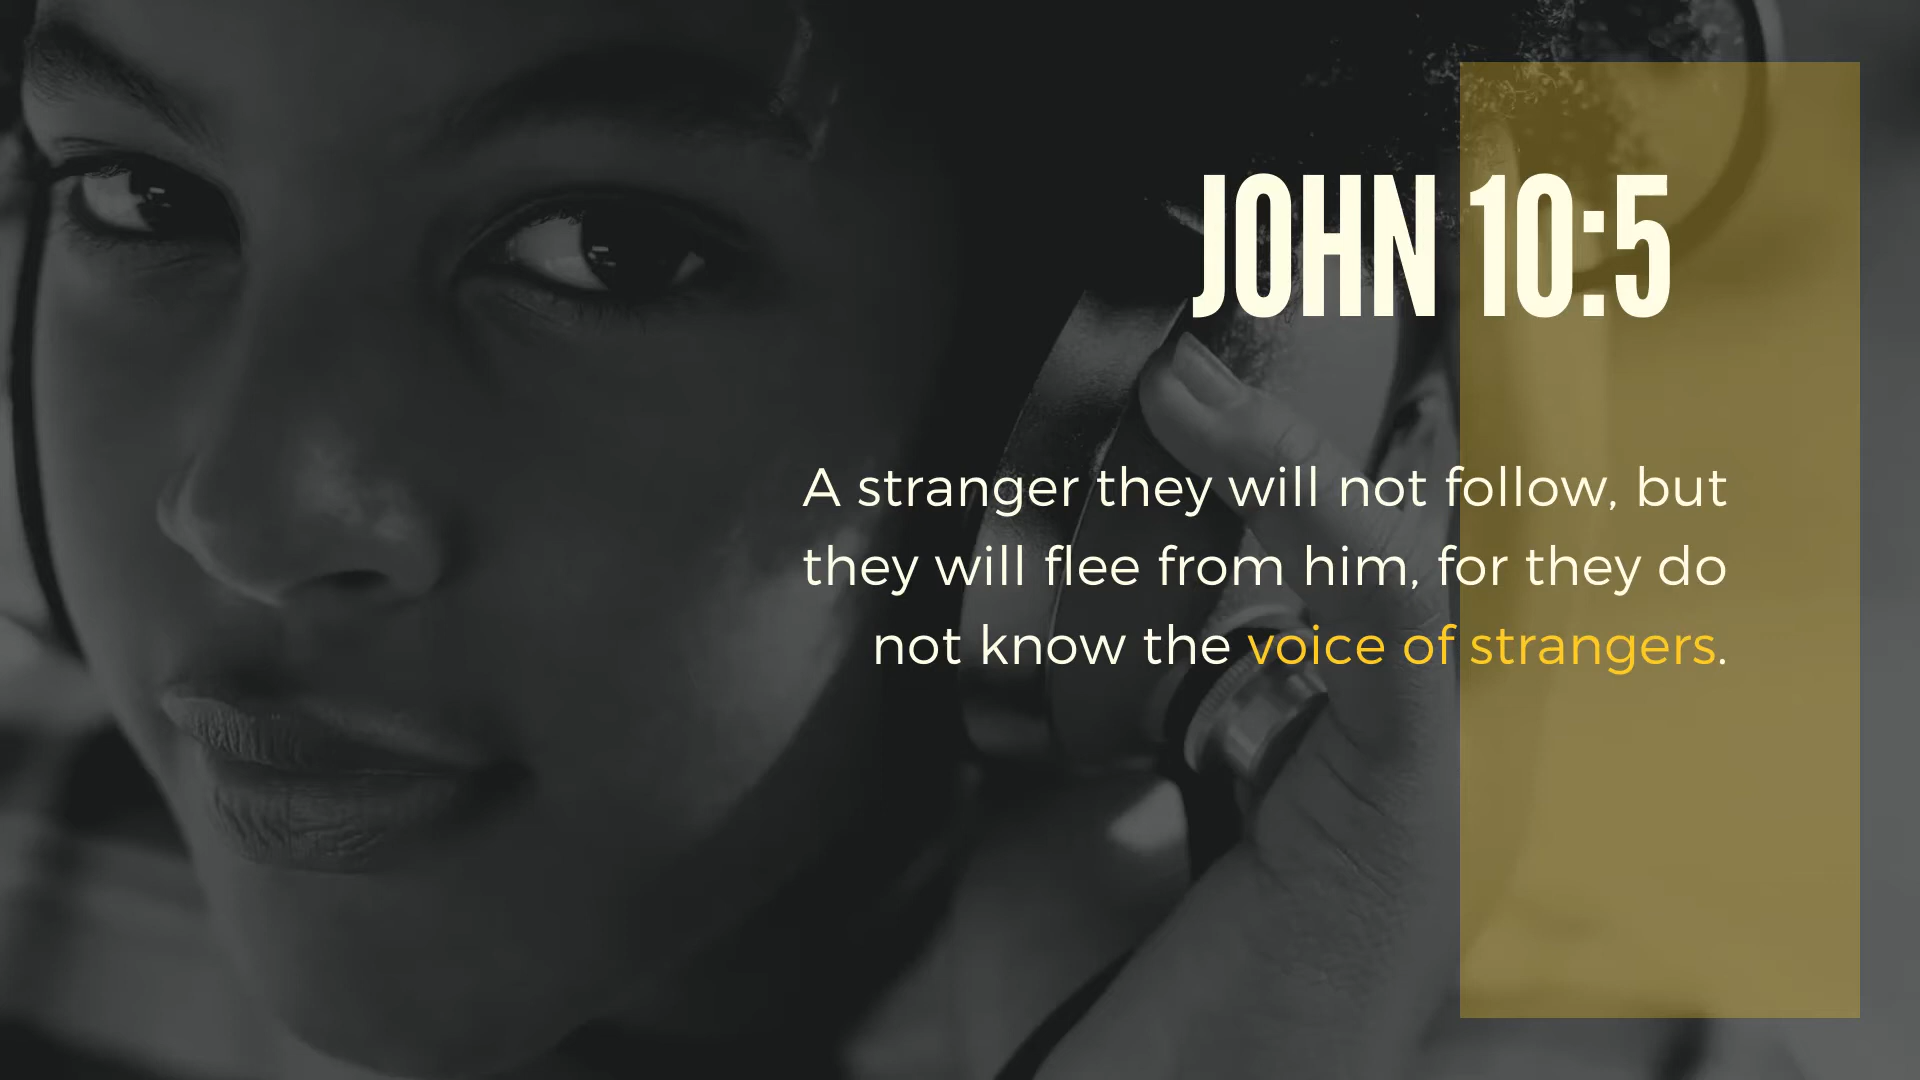 JOHN 10:5
A stranger they will not follow, but
they will flee from him, for they do
not know the voice of strangers.